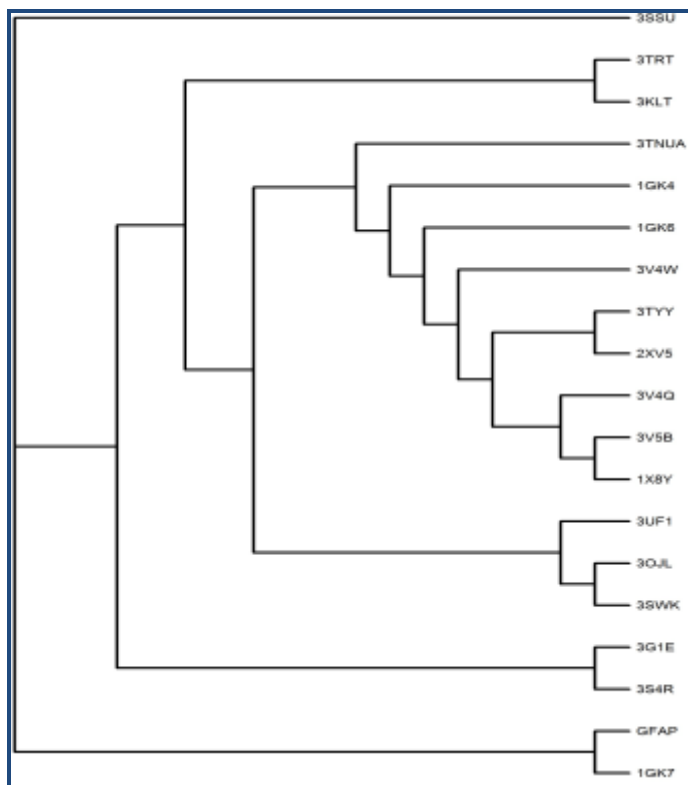 3SSU
3TRT
3KLT
3TNUA
1GK4
1GK6
3V4W
3TYY
2XV5
3V4Q
3V5B
1X8Y
3UF1
3OJL
3SWK
3G1E
3S4R
GFAP
1GK7